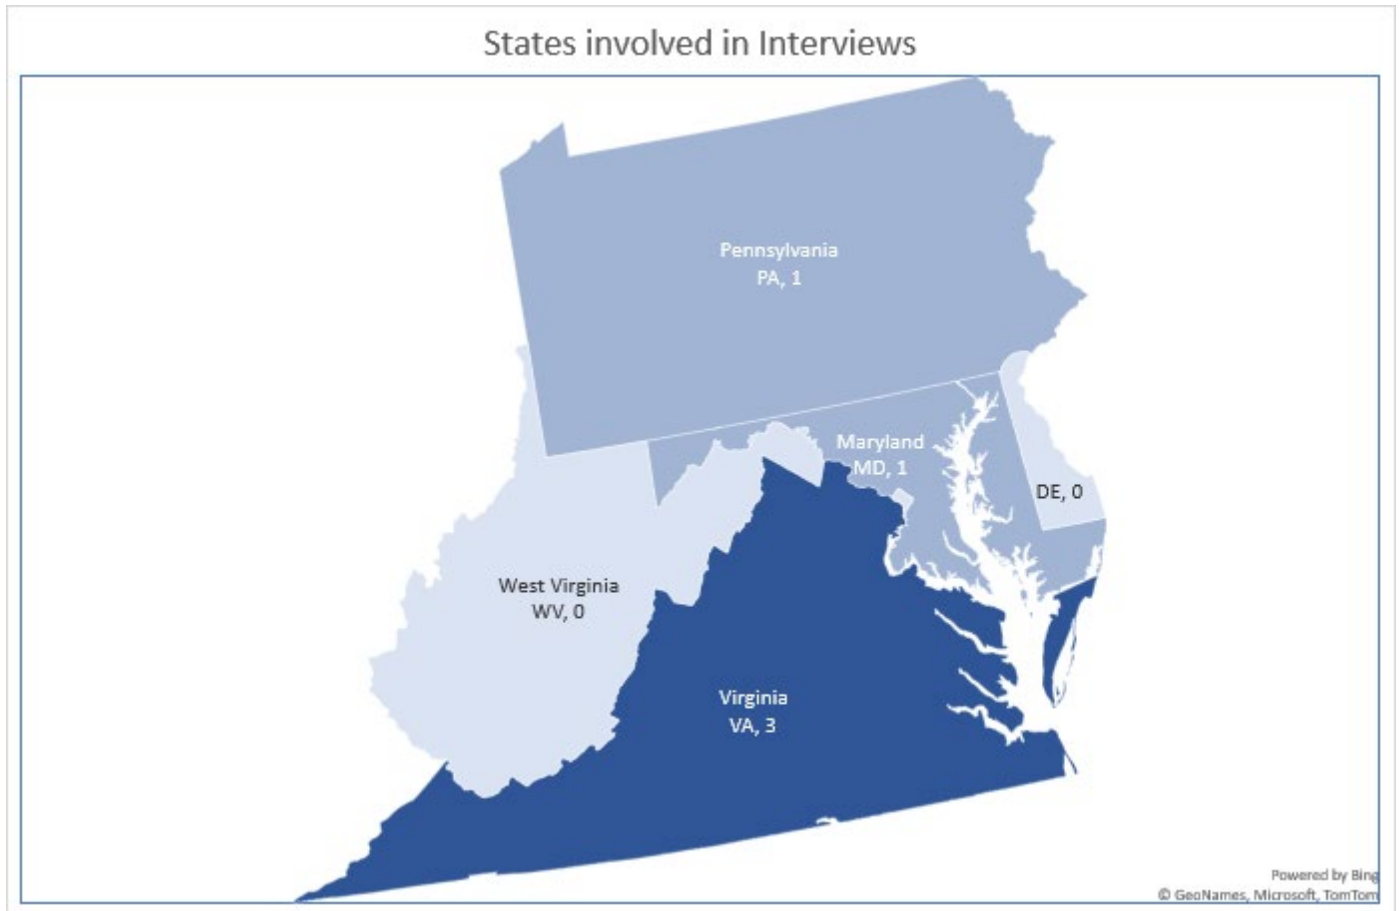 States involved in Interviews
Pennsylvania
PA, 1
Maryland
MD, 1
DE, 0
West Virginia
WV, 0
Virginia
VA, 3
Powered by Bing
© GeoNames, Microsoft, TomTom